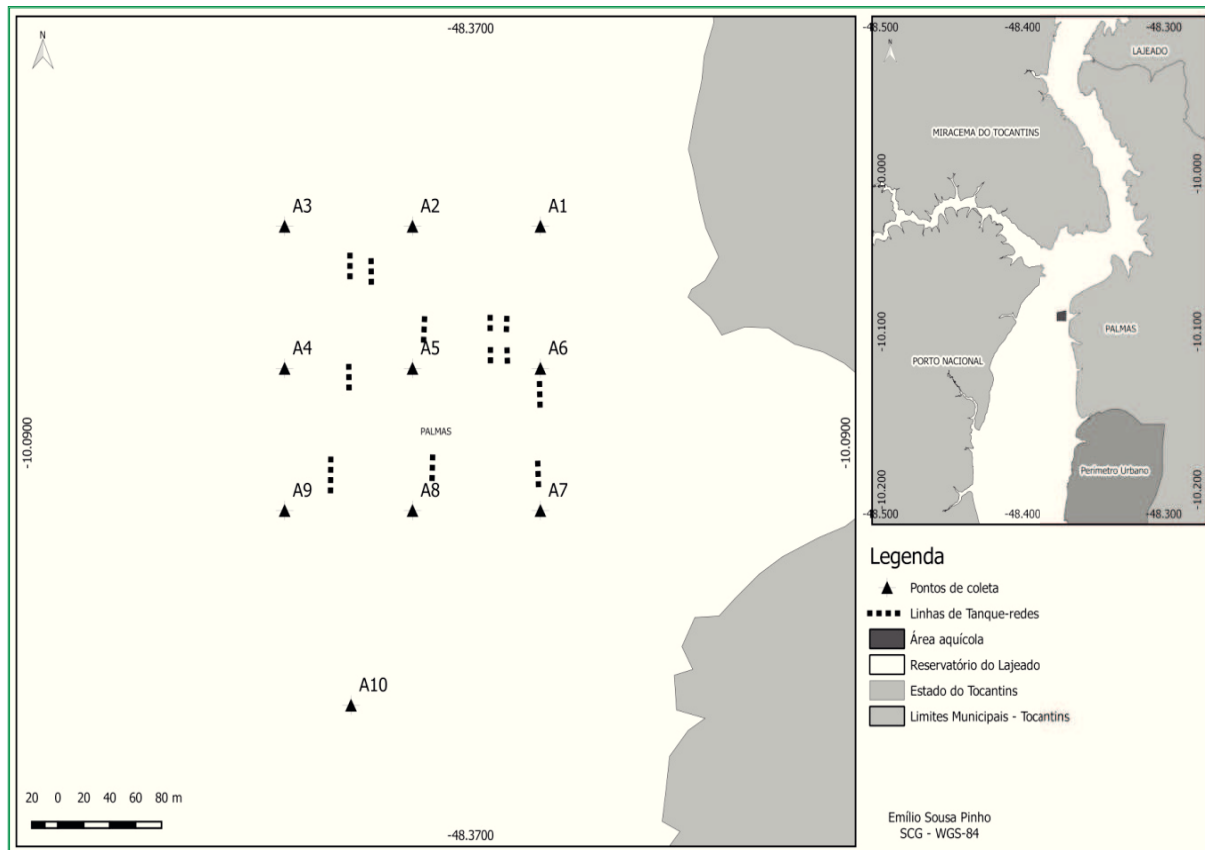 N
-48.3700
A3
A2
A1
A4
A5
A6
PALMAS
-10.0900
-10.0900
A9
A8
A7
A10
20 0 20 40 60 80 m
-48.3700
-48.500
-48.400
-48.300
N
LAJEADO
MIRACEMA DO TOCANTINS
-10.000
-10.000
-10.100
-10.100
PALMAS
PORTO NACIONAL
Perímetro Urbano
-10.200
-10.200
-48.500
-48.400
-48.300
Legenda
Pontos de coleta
Linhas de Tanque-redes
Área aquícola
Reservatório do Lajeado
Estado do Tocantins
Limites Municipais - Tocantins
Emílio Sousa Pinho
SCG - WGS-84